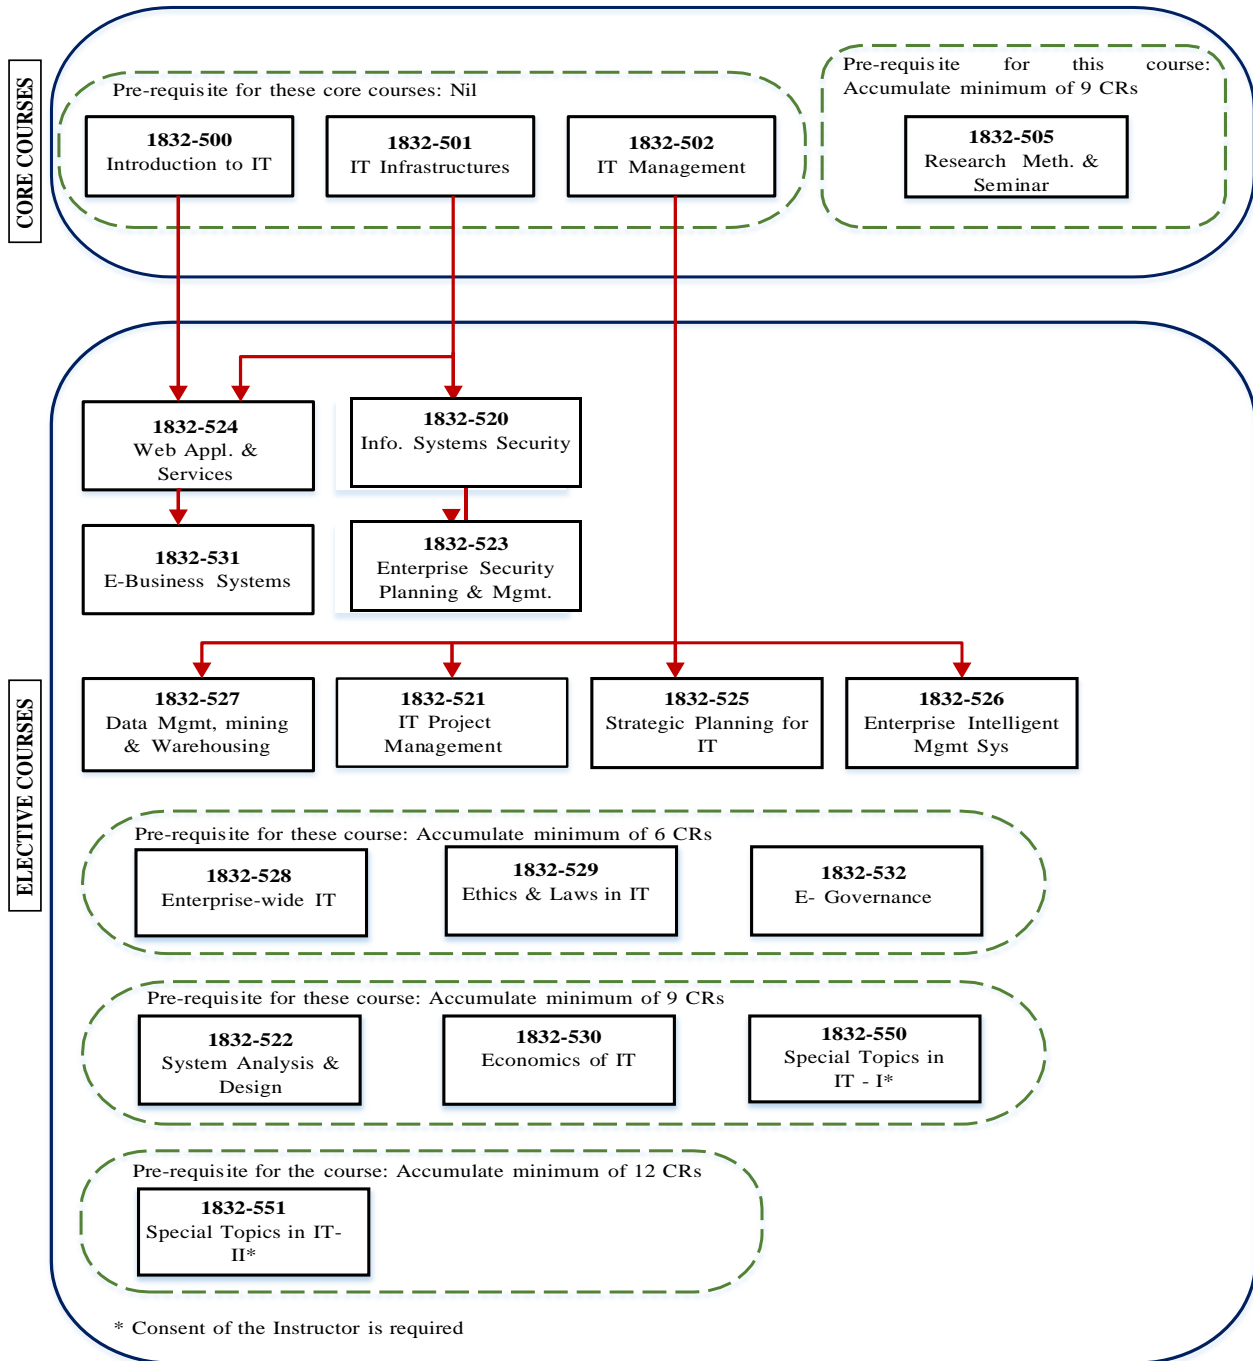 CORE COURSES
Pre-requisite for these core courses: Nil
1832-500
Introduction to IT
1832-501
IT Infrastructures
1832-502
IT Management
Pre-requisite for this course:
Accumulate minimum of 9 CRs
1832-505
Research Meth. &
Seminar
ELECTIVE COURSES
1832-524
Web Appl. &
Services
1832-520
Info. Systems Security
1832-531
E-Business Systems
1832-523
Enterprise Security
Planning & Mgmt.
1832-527
Data Mgmt, mining
& Warehousing
1832-521
IT Project
Management
1832-525
Strategic Planning for
IT
1832-526
Enterprise Intelligent
Mgmt Sys
Pre-requisite for these course: Accumulate minimum of 6 CRs
1832-528
Enterprise-wide IT
1832-529
Ethics & Laws in IT
1832-532
E- Governance
Pre-requisite for these course: Accumulate minimum of 9 CRs
1832-522
System Analysis &
Design
1832-530
Economics of IT
1832-550
Special Topics in
IT - I*
Pre-requisite for the course: Accumulate minimum of 12 CRs
1832-551
Special Topics in IT-
II*
* Consent of the Instructor is required